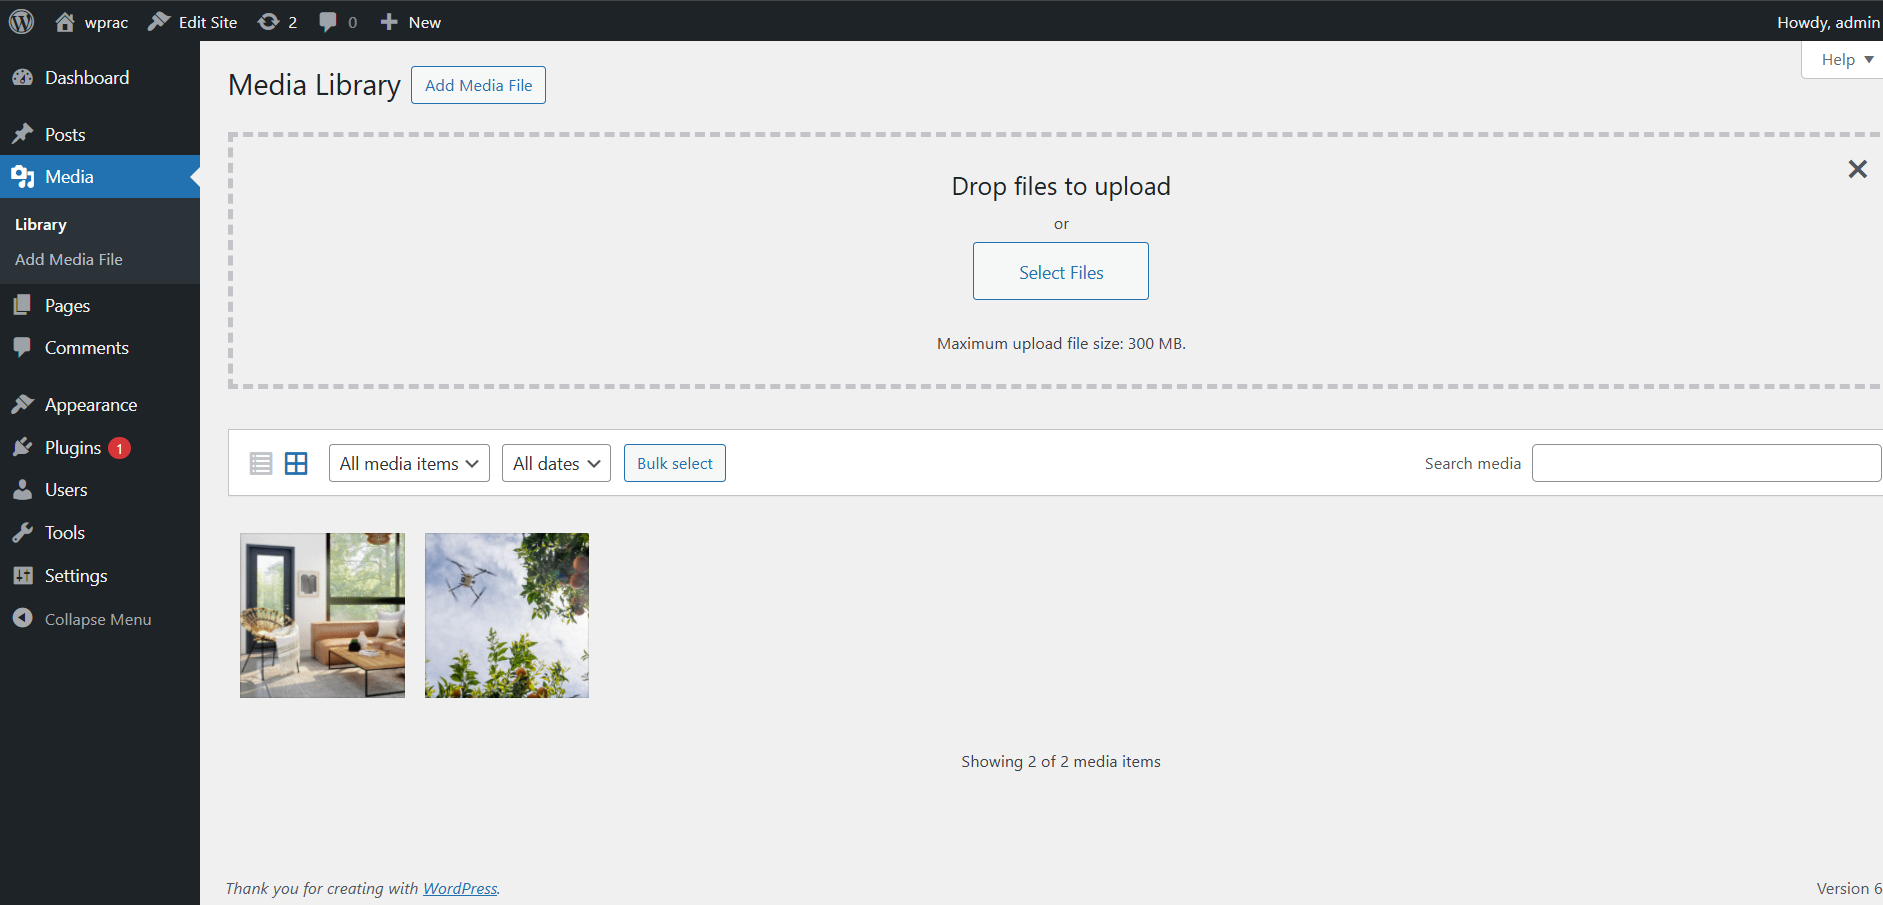 wprac Edit Site 2 0 New Howdy, admin
Help
Dashboard
Posts
Media
Library
Add Media File
Pages
Comments
Appearance
Plugins 1
Users
Tools
Settings
Collapse Menu
Media Library Add Media File
Drop files to upload
or
Select Files
Maximum upload file size: 300 MB.
All media items All dates Bulk select Search media
Showing 2 of 2 media items
Thank you for creating with WordPress. Version 6